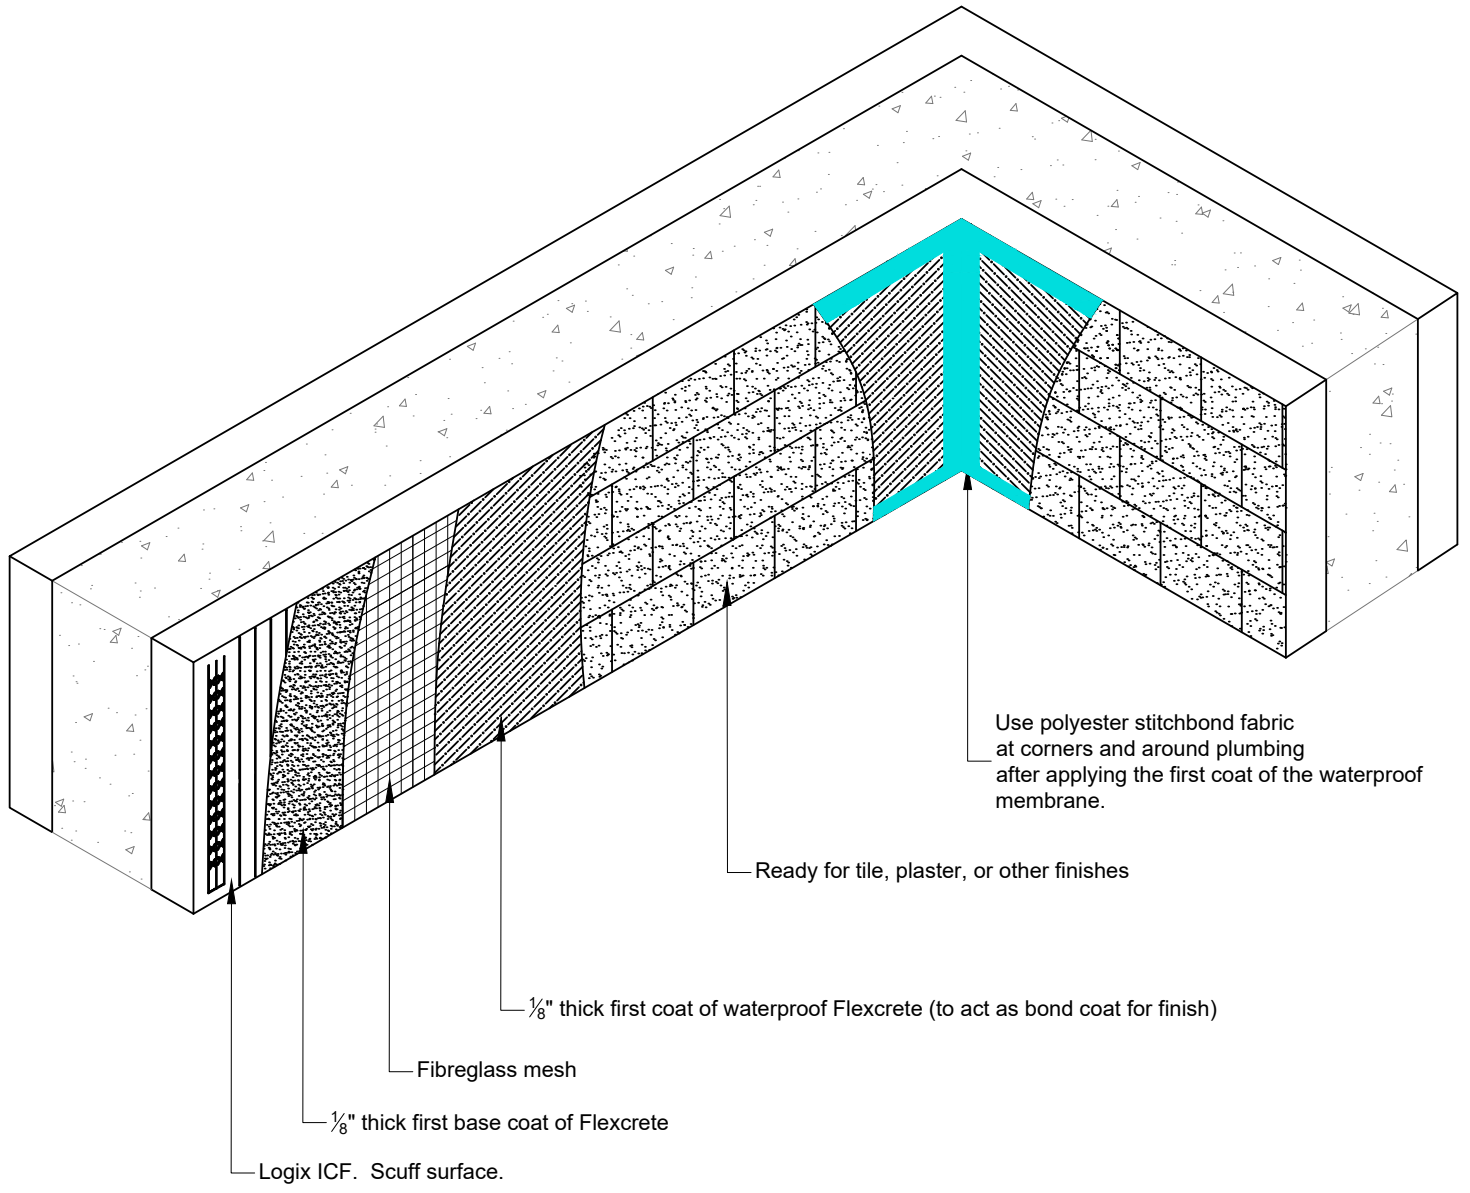 Use polyester stitchbond fabric
at corners and around plumbing
after applying the first coat of the waterproof
membrane.
Ready for tile, plaster, or other finishes
⅛" thick first coat of waterproof Flexcrete (to act as bond coat for finish)
Fibreglass mesh
⅛" thick first base coat of Flexcrete
Logix ICF.  Scuff surface.